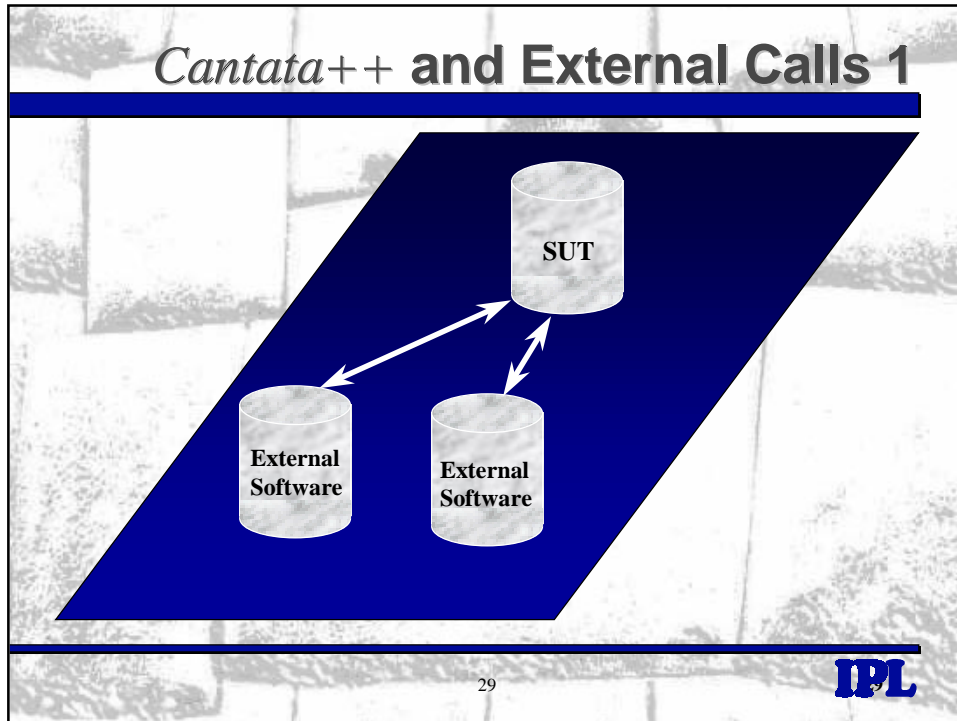 Cantata++ and External Calls 1
SUT
External
Software
External
Software
29
IPL